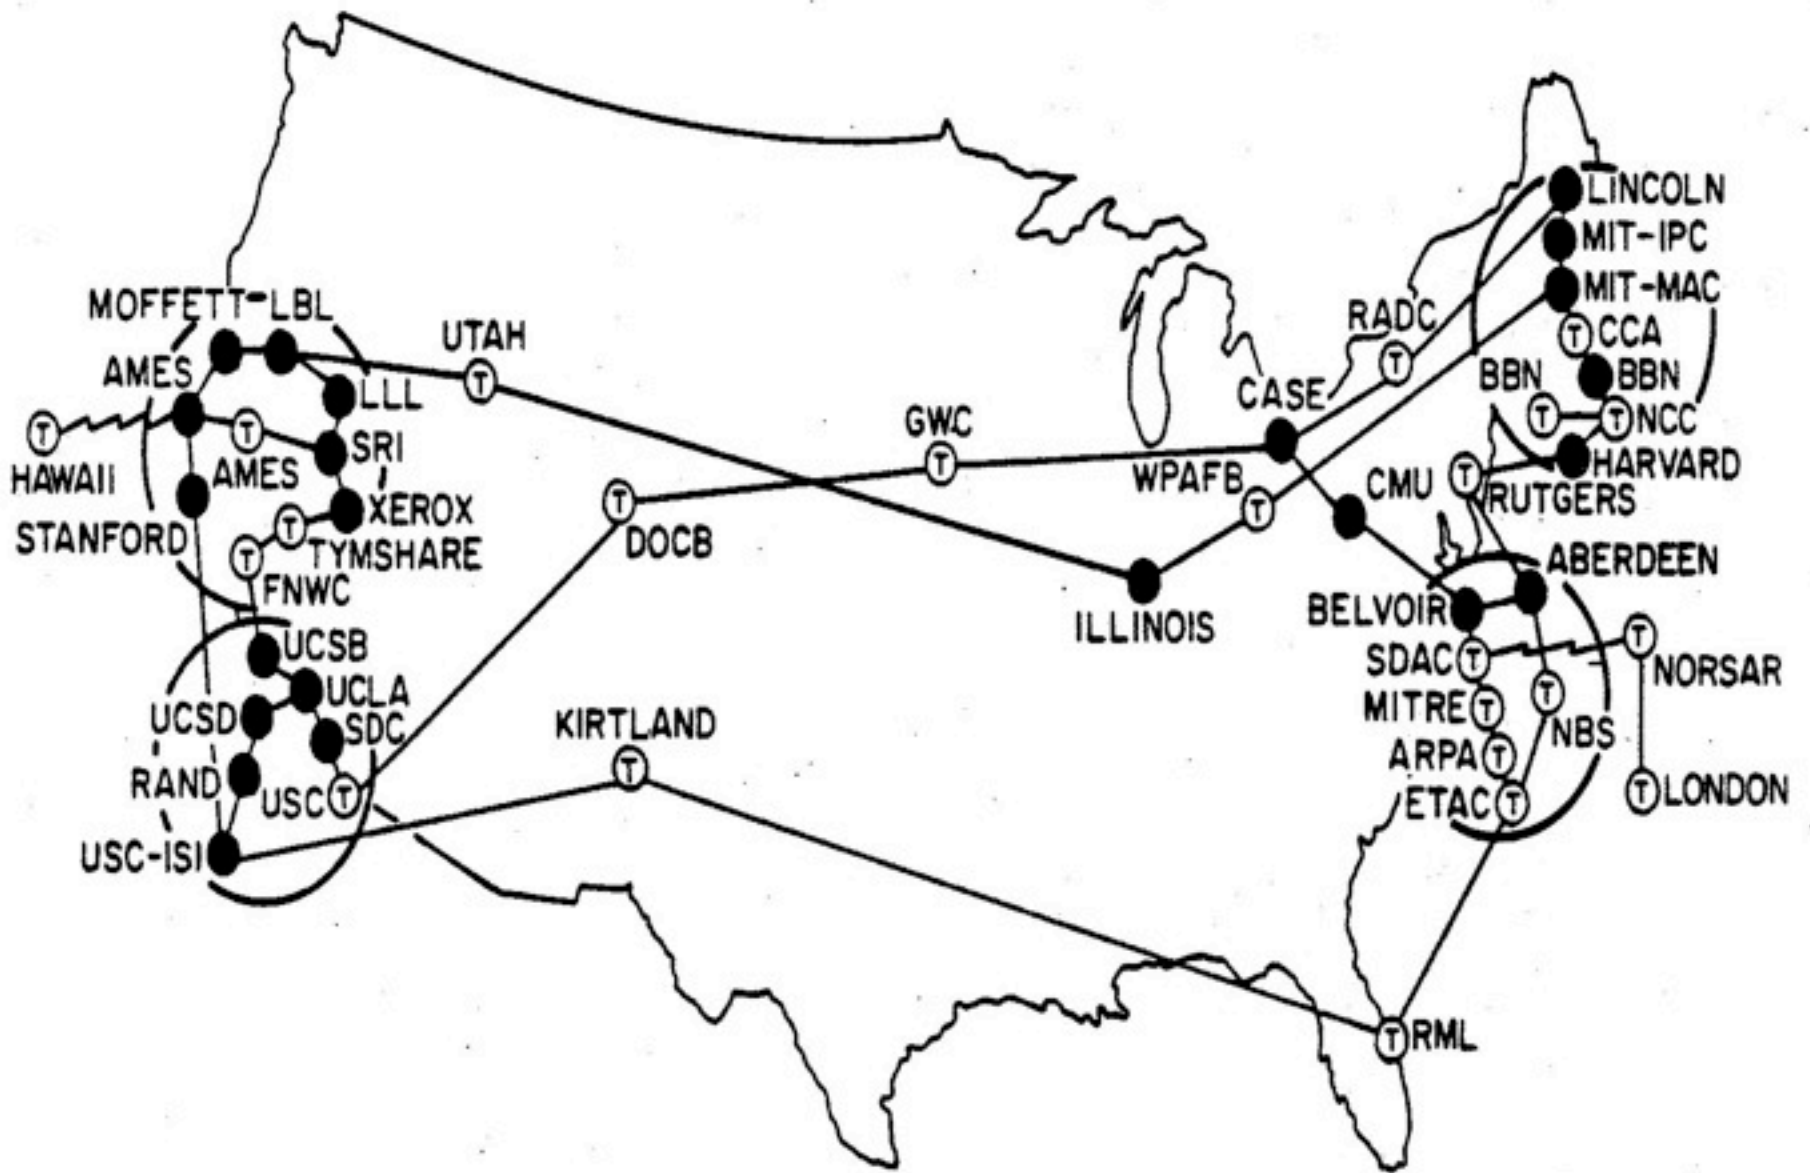 LINCOLN
MIT-IPC
MIT-MAC
MOFFETT-LBL
RADC
UTAH
CCA
AMES
BBN
BBN
LLL
CASE
T
T
T
T
T
GWC
T
NCC
T
SRI
T
HARVARD
HAWAII
AMES
WPAFB
CMU
T
RUTGERS
T
XEROX
T
T
STANFORD
DOCB
TYMSHARE
T
ABERDEEN
FNWC
BELVOIR
ILLINOIS
UCSB
T
SDAC
T
NORSAR
UCLA
T
UCSD
MITRE
T
KIRTLAND
SDC
NBS
ARPA
T
T
RAND
USC
T
T
LONDON
ETAC
T
USC-ISI
T
RML